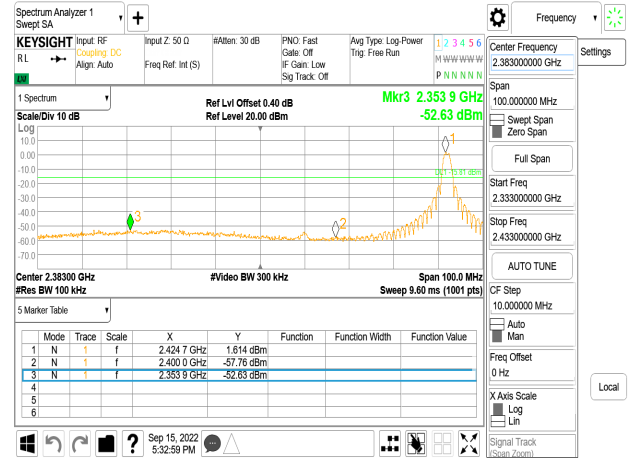 Spectrum Analyzer 1
Swept SA
Frequency
KEYSIGHT
RL
Input: RF
Coupling: DC
Align: Auto
Input Z: 50 Ω
Freq Ref: Int (S)
#Atten: 30 dB
PNO: Fast
Gate: Off
IF Gain: Low
Sig Track: Off
Avg Type: Log-Power
Trig: Free Run
1 2 3 4 5 6
M W W W W W
P N N N N N
1 Spectrum
Scale/Div 10 dB
Ref Lvl Offset 0.40 dB
Ref Level 20.00 dBm
Mkr3 2.353 9 GHz
-52.63 dBm
Log
10.0
0.00
-10.0
-20.0
-30.0
-40.0
-50.0
-60.0
-70.0
1
2
3
Center 2.38300 GHz
#Res BW 100 kHz
#Video BW 300 kHz
Span 100.0 MHz
Sweep 9.60 ms (1001 pts)
5 Marker Table
Mode Trace Scale X Y Function Function Width Function Value
1 N 1 f 2.424 7 GHz 1.614 dBm
2 N 1 f 2.400 0 GHz -57.76 dBm
3 N 1 f 2.353 9 GHz -52.63 dBm
4
5
6
Sep 15, 2022
5:32:59 PM
Center Frequency
2.383000000 GHz
Settings
Span
100.000000 MHz
Swept Span
Zero Span
Full Span
Start Freq
2.333000000 GHz
Stop Freq
2.433000000 GHz
AUTO TUNE
CF Step
10.000000 MHz
Auto
Man
Freq Offset
0 Hz
X Axis Scale
Log
Lin
Local
Signal Track
(Span Zoom)